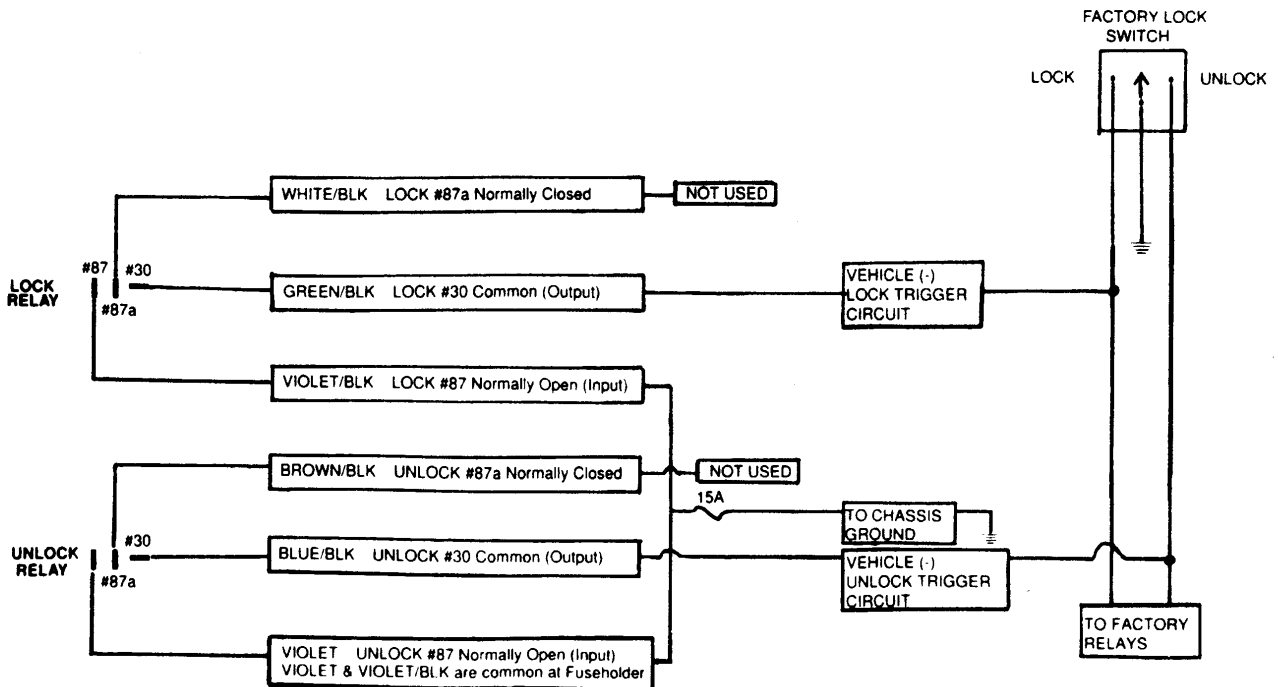 FACTORY LOCK
SWITCH
LOCK
UNLOCK
WHITE/BLK LOCK #87a Normally Closed
NOT USED
#87
#30
LOCK
RELAY
#87a
GREEN/BLK LOCK #30 Common (Output)
VEHICLE (-)
LOCK TRIGGER
CIRCUIT
VIOLET/BLK LOCK #87 Normally Open (Input)
BROWN/BLK UNLOCK #87a Normally Closed
NOT USED
15A
TO CHASSIS
GROUND
#30
UNLOCK
RELAY
#87a
BLUE/BLK UNLOCK #30 Common (Output)
VEHICLE (-)
UNLOCK TRIGGER
CIRCUIT
TO FACTORY
RELAYS
VIOLET UNLOCK #87 Normally Open (Input)
VIOLET & VIOLET/BLK are common at Fuseholder